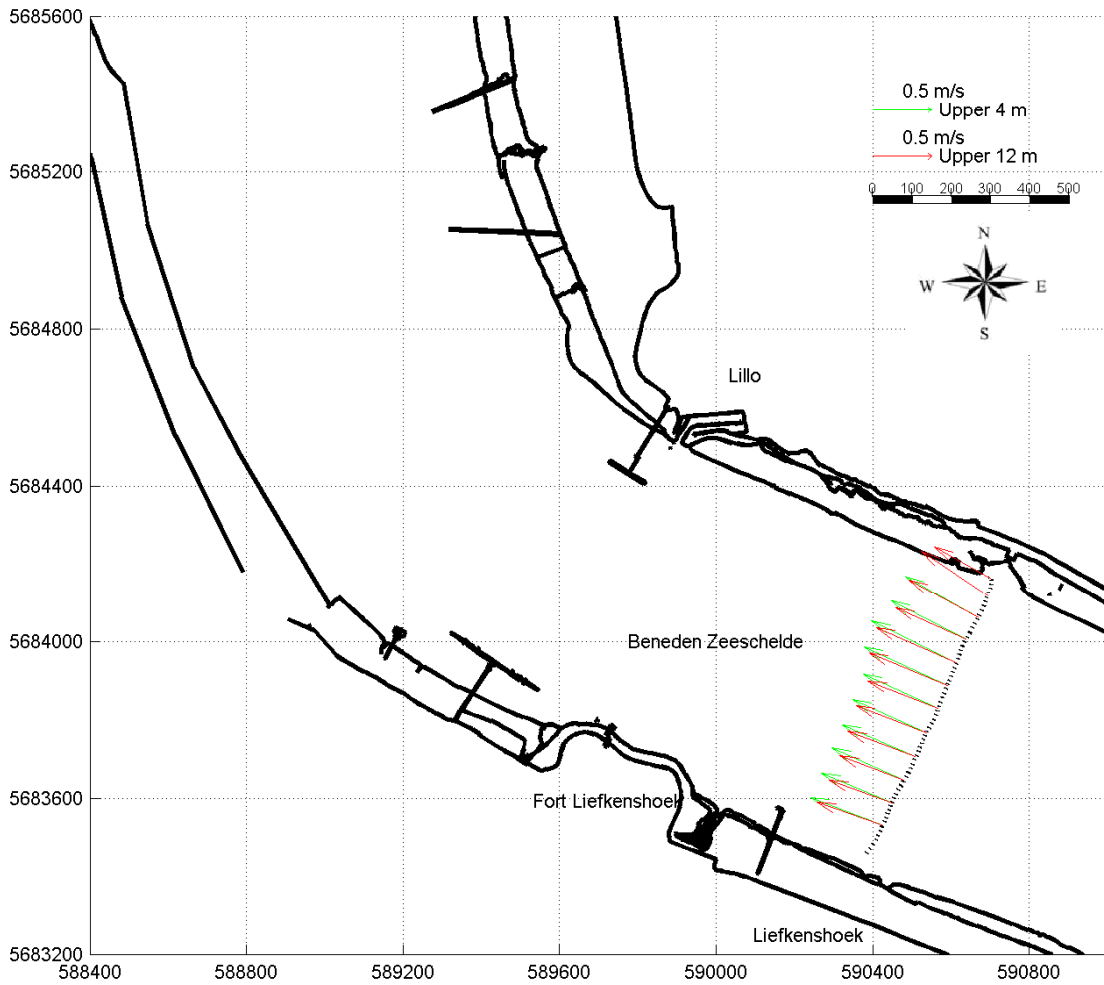 5685600
5685200
5684800
5684400
5684000
5683600
5683200
588400 588800 589200 589600 590000 590400 590800
0.5 m/s
Upper 4 m
0.5 m/s
Upper 12 m
0 100 200 300 400 500
N
W E
S
Lillo
Beneden Zeeschelde
Fort Liefkenshoek
Liefkenshoek